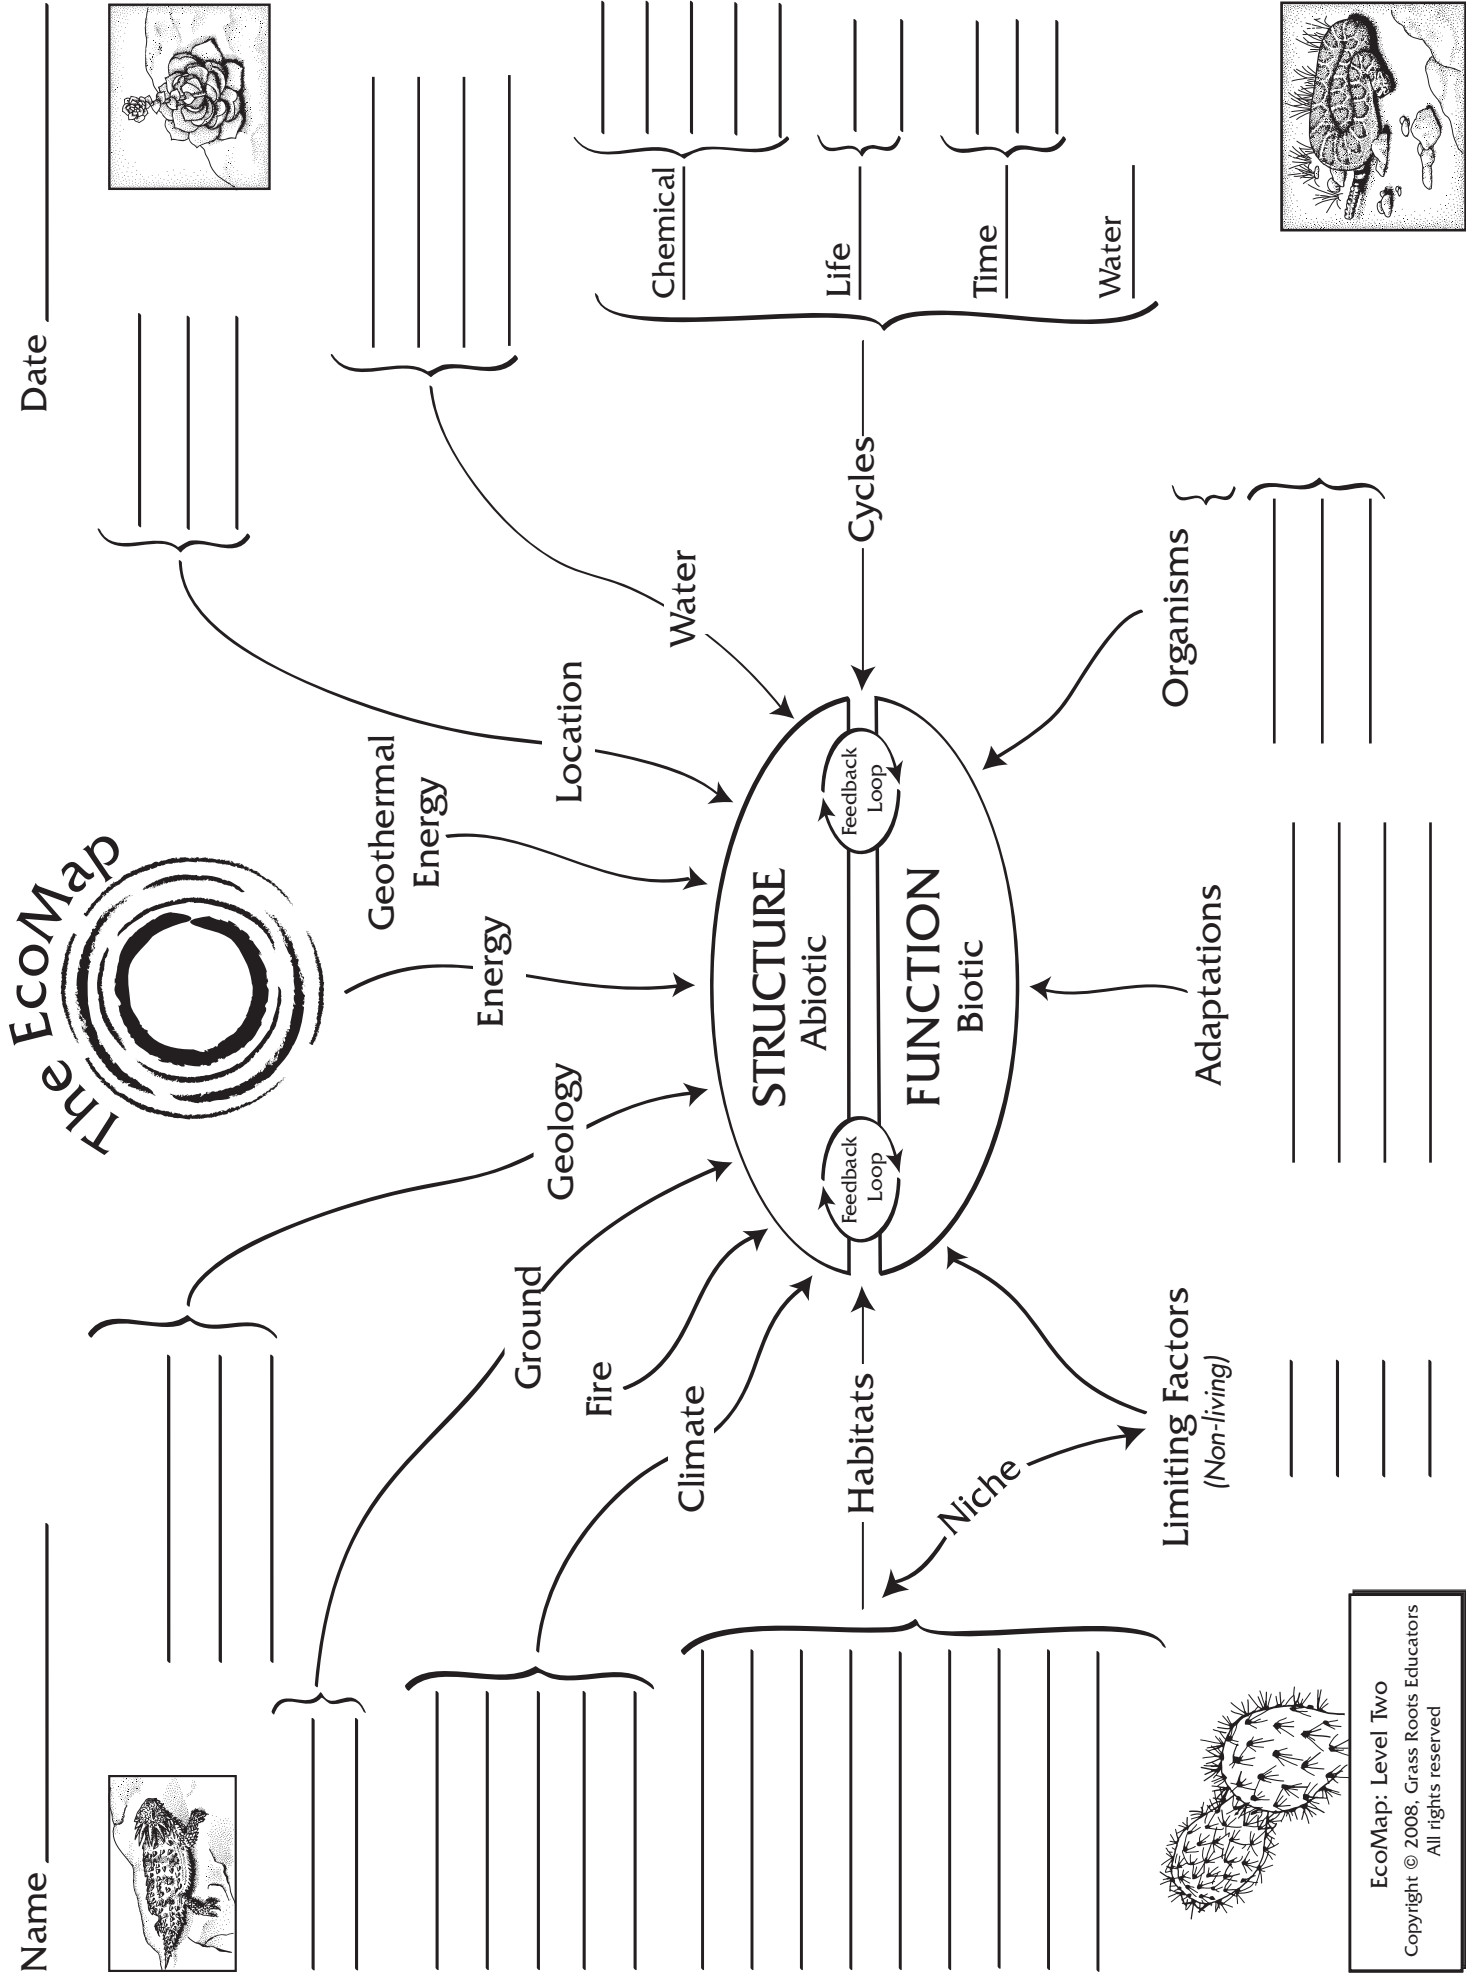 Name
Date
The EcoMap
Geothermal
Energy
Energy
Location
Geology
Water
Ground
Fire
Climate
STRUCTURE
Abiotic
Feedback
Loop
Feedback
Loop
FUNCTION
Biotic
Habitats
Cycles
Chemical
Life
Time
Water
Niche
Limiting Factors
(Non-living)
Adaptations
Organisms
EcoMap: Level Two
Copyright © 2008, Grass Roots Educators
All rights reserved